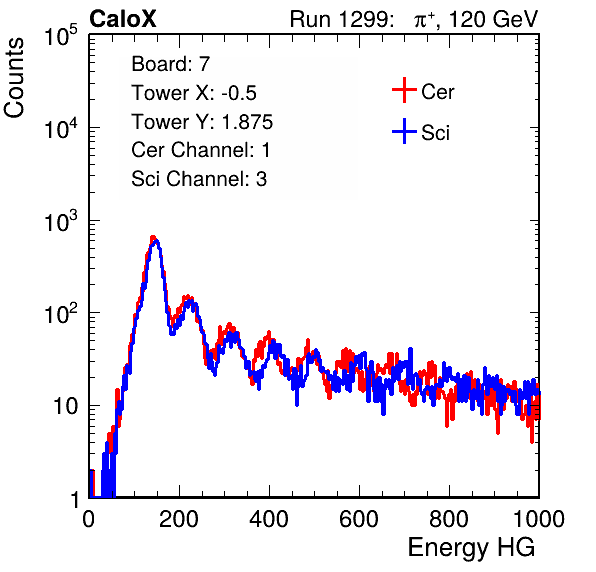 CaloX Run 1299: π⁺, 120 GeV
Board: 7
Tower X: -0.5
Tower Y: 1.875
Cer Channel: 1
Sci Channel: 3
Cer
Sci
Counts
10⁵
10⁴
10³
10²
10
1
0 200 400 600 800 1000
Energy HG